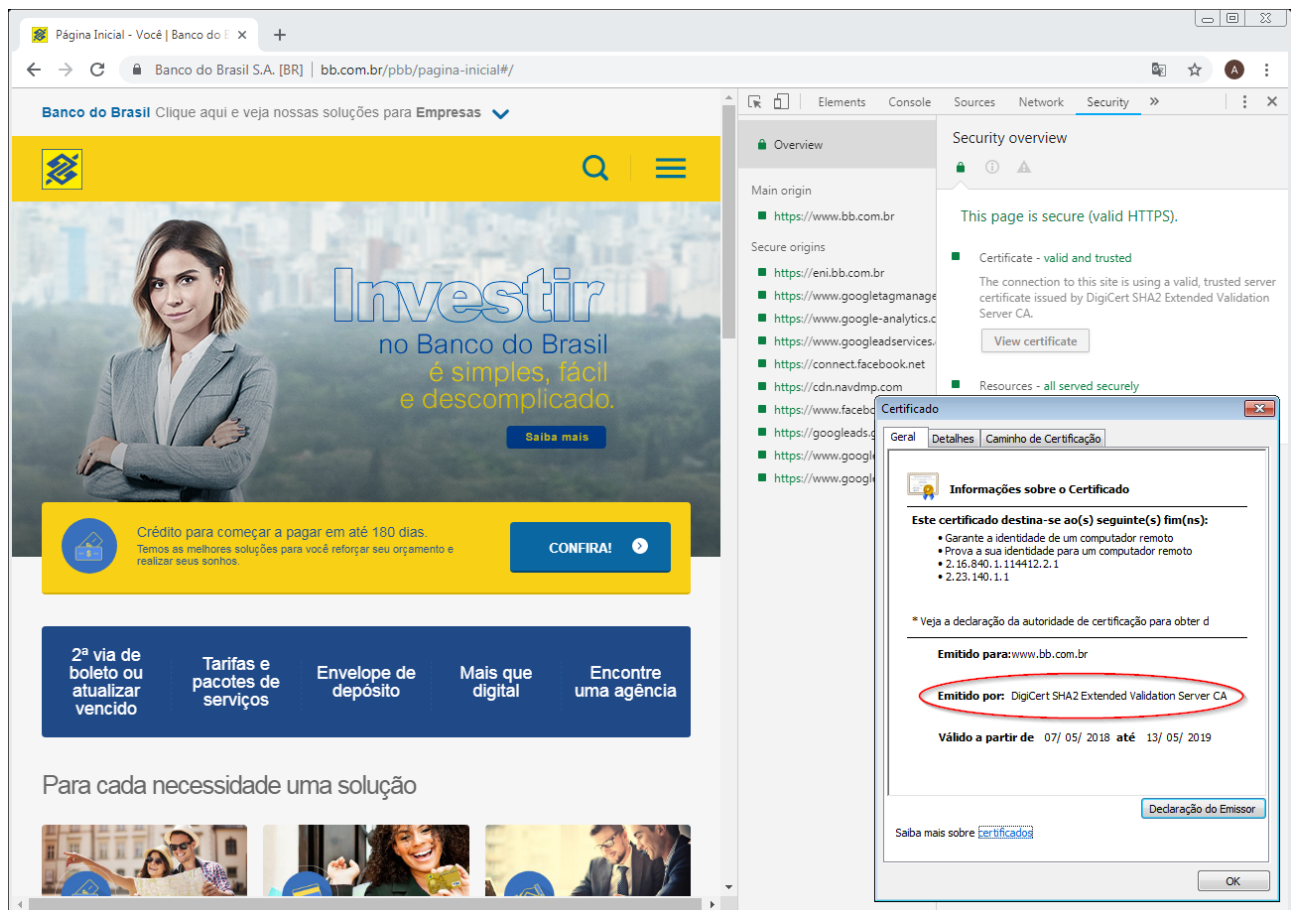 Página Inicial - Você | Banco do B
Banco do Brasil S.A. [BR] | bb.com.br/pbb/pagina-inicial#/
A
Banco do Brasil Clique aqui e veja nossas soluções para Empresas
Investir
no Banco do Brasil
é simples, fácil
e descomplicado.
Saiba mais
Crédito para começar a pagar em até 180 dias.
Temos as melhores soluções para você reforçar seu orçamento e
realizar seus sonhos.
CONFIRA!
2ª via de
boleto ou
atualizar
vencido
Tarifas e
pacotes de
serviços
Envelope de
depósito
Mais que
digital
Encontre
uma agência
Para cada necessidade uma solução
Elements Console Sources Network Security »
Overview
Main origin
https://www.bb.com.br
Secure origins
https://eni.bb.com.br
https://www.googletagmanage
https://www.google-analytics.c
https://www.googleadservices.
https://connect.facebook.net
https://cdn.navdmp.com
https://www.facebo
https://googleads.g
https://www.googl
https://www.googl
Security overview
This page is secure (valid HTTPS).
Certificate - valid and trusted
The connection to this site is using a valid, trusted server
certificate issued by DigiCert SHA2 Extended Validation
Server CA.
View certificate
Resources - all served securely
Certificado
Geral Detalhes Caminho de Certificação
Informações sobre o Certificado
Este certificado destina-se ao(s) seguinte(s) fim(ns):
• Garante a identidade de um computador remoto
• Prova a sua identidade para um computador remoto
• 2.16.840.1.114412.2.1
• 2.23.140.1.1
* Veja a declaração da autoridade de certificação para obter d
Emitido para: www.bb.com.br
Emitido por: DigiCert SHA2 Extended Validation Server CA
Válido a partir de 07/ 05/ 2018 até 13/ 05/ 2019
Declaração do Emissor
Saiba mais sobre certificados
OK